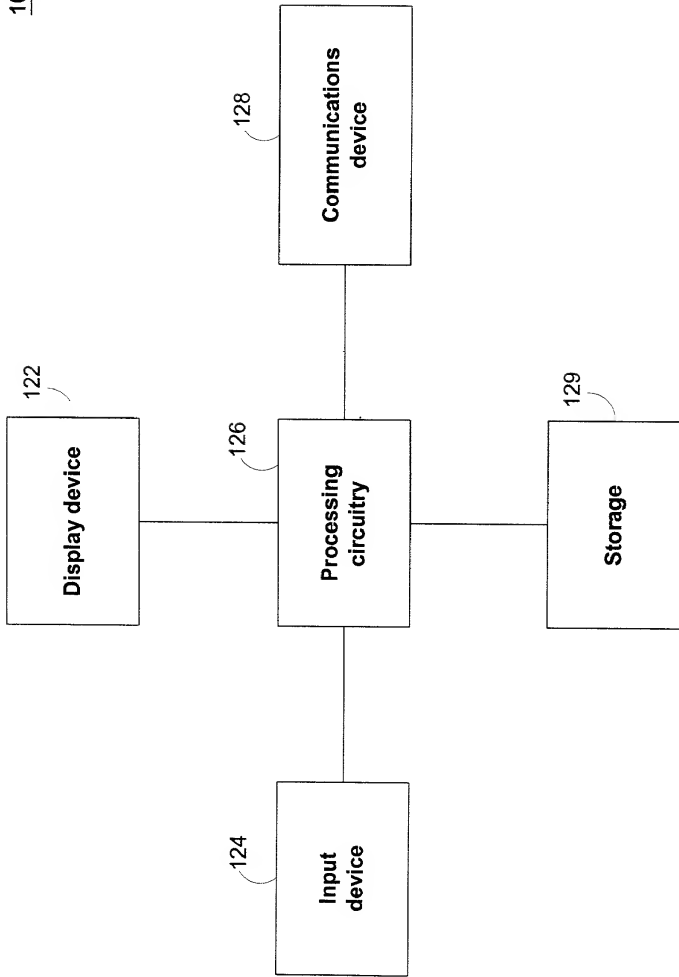 122
Display device
124
Input
device
126
Processing
circuitry
128
Communications
device
129
Storage